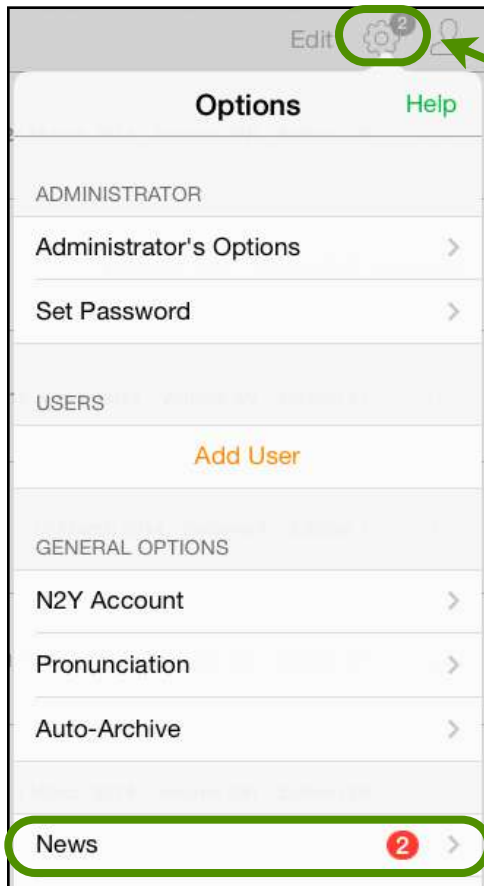 Edit 2
Options Help
ADMINISTRATOR
Administrator's Options
Set Password
USERS
Add User
GENERAL OPTIONS
N2Y Account
Pronunciation
Auto-Archive
News 2